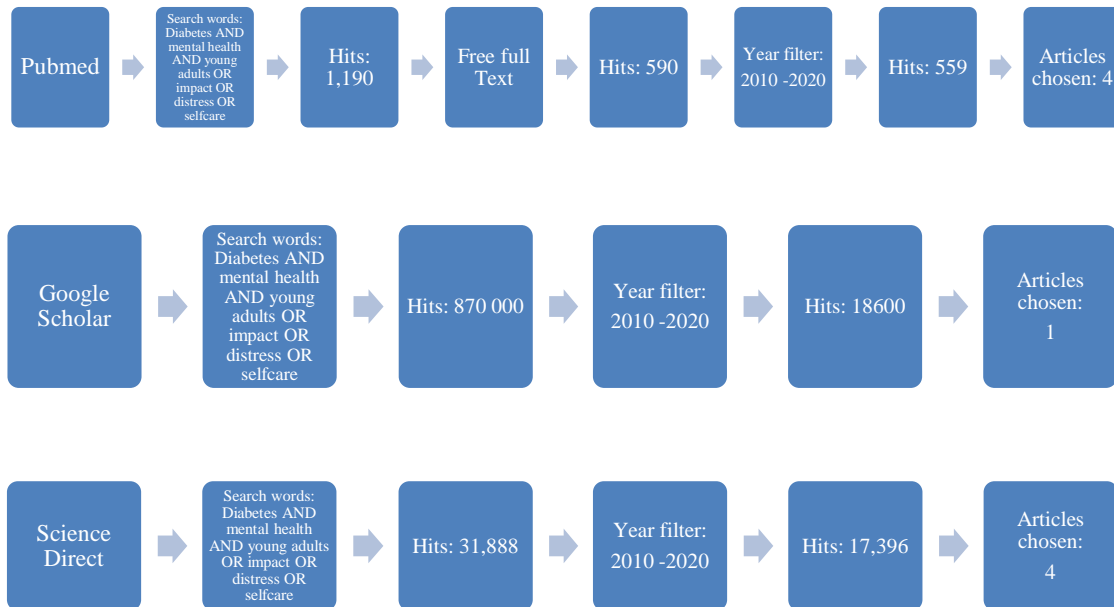 Pubmed
Search words:
Diabetes AND
mental health
AND young
adults OR
impact OR
distress OR
selfcare
Hits:
1,190
Free full
Text
Hits: 590
Year filter:
2010 -2020
Hits: 559
Articles
chosen: 4
Google
Scholar
Search words:
Diabetes AND
mental health
AND young
adults OR
impact OR
distress OR
selfcare
Hits: 870 000
Year filter:
2010 -2020
Hits: 18600
Articles
chosen:
1
Science
Direct
Search words:
Diabetes AND
mental health
AND young adults
OR impact OR
distress OR
selfcare
Hits: 31,888
Year filter:
2010 -2020
Hits: 17,396
Articles
chosen:
4